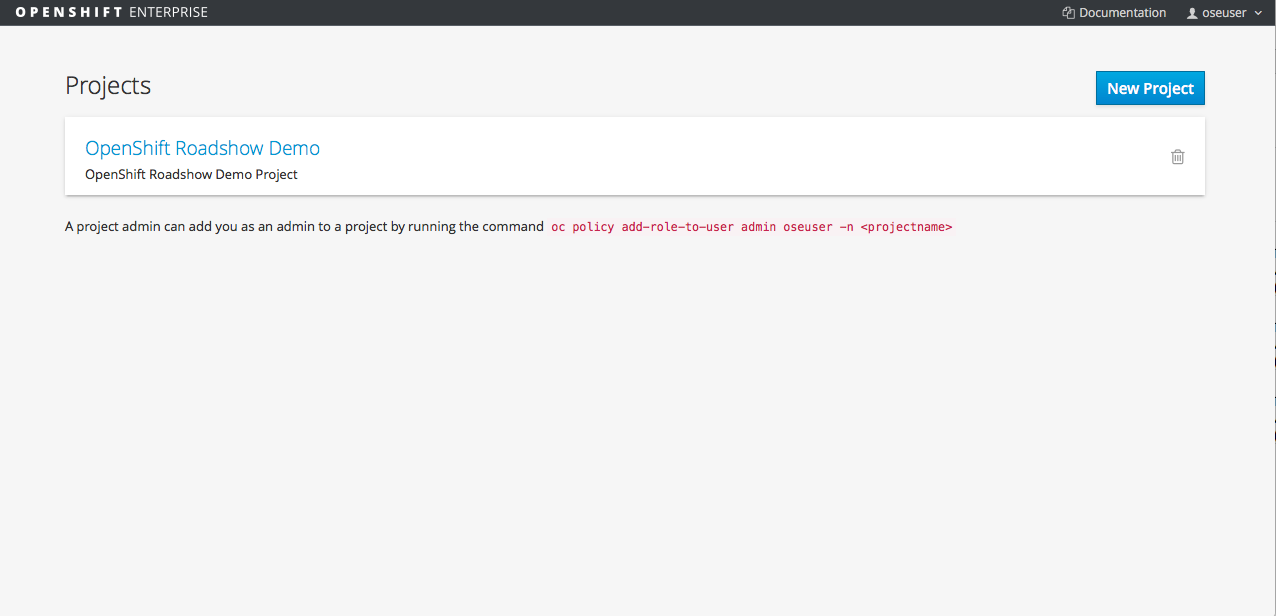 OPENSHIFT ENTERPRISE
Documentation
oseuser
Projects
New Project
OpenShift Roadshow Demo
OpenShift Roadshow Demo Project
A project admin can add you as an admin to a project by running the command oc policy add-role-to-user admin oseuser -n <projectname>